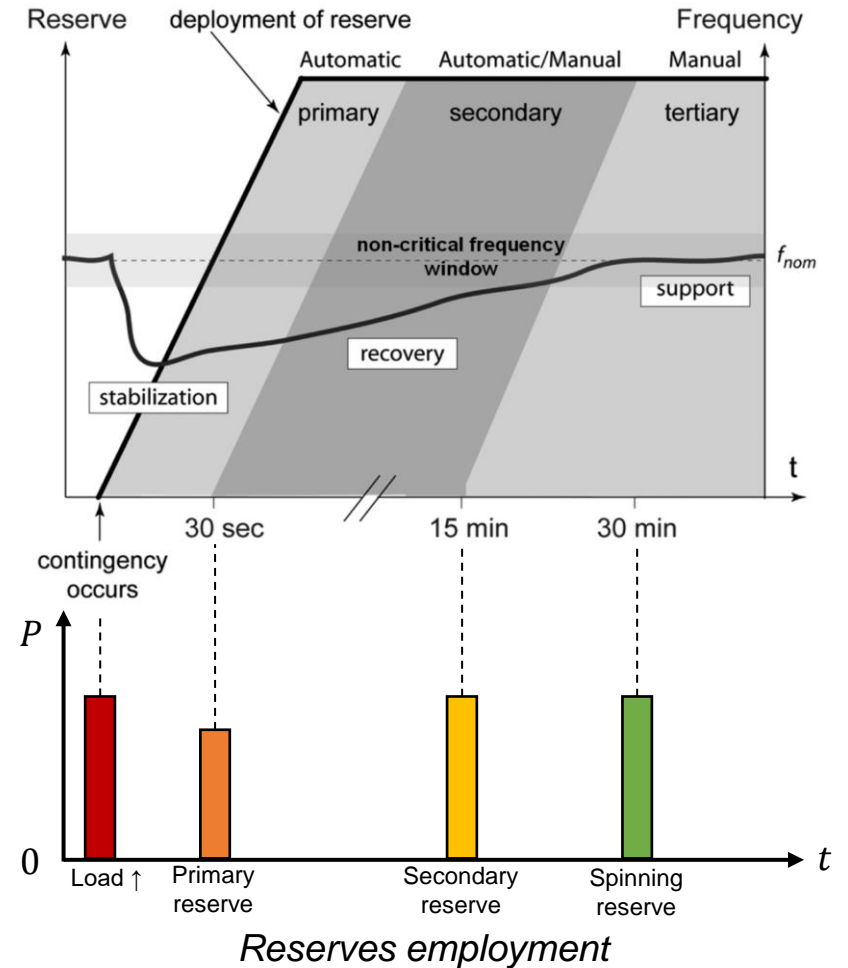 Reserve
deployment of reserve
Frequency
Automatic
Automatic/Manual
Manual
primary
secondary
tertiary
non-critical frequency
window
fnom
support
recovery
stabilization
t
30 sec
15 min
30 min
contingency
occurs
P
0
t
Load ↑
Primary
reserve
Secondary
reserve
Spinning
reserve
Reserves employment